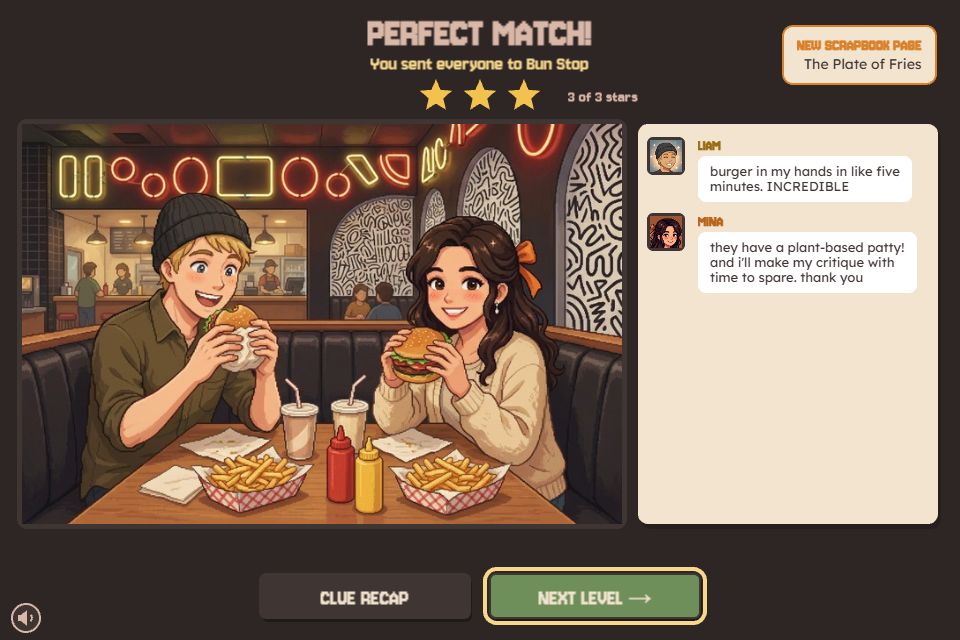 PERFECT MATCH!
You sent everyone to Bun Stop
3 of 3 stars
NEW SCRAPBOOK PAGE
The Plate of Fries
LIAM
burger in my hands in like five
minutes. INCREDIBLE
MINA
they have a plant-based patty!
and i'll make my critique with
time to spare. thank you
CLUE RECAP
NEXT LEVEL →